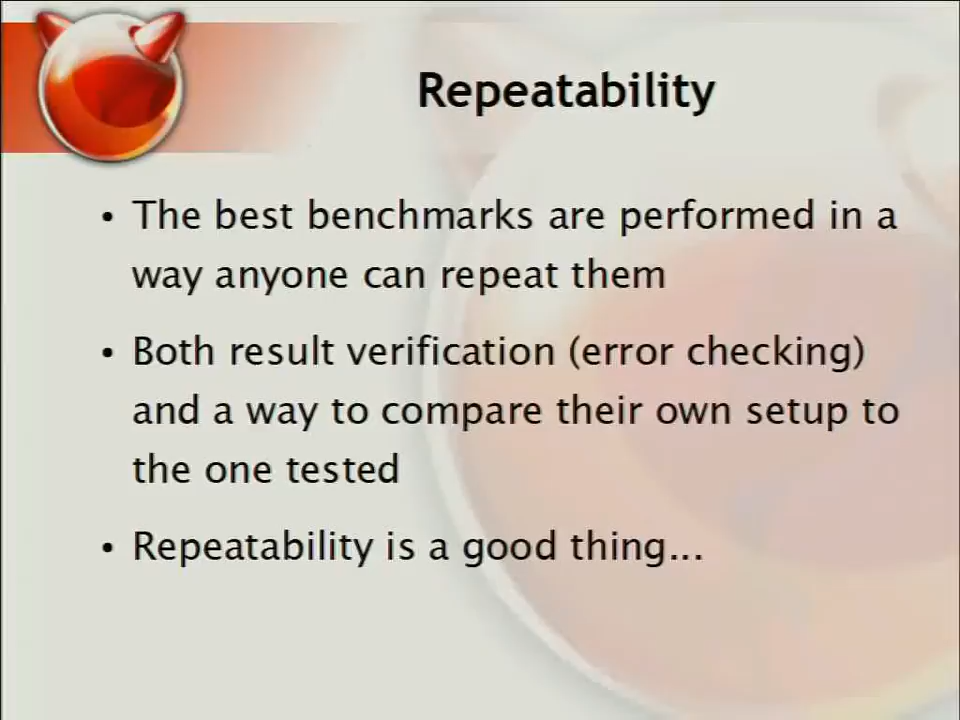 Repeatability
• The best benchmarks are performed in a
way anyone can repeat them
• Both result verification (error checking)
and a way to compare their own setup to
the one tested
• Repeatability is a good thing...